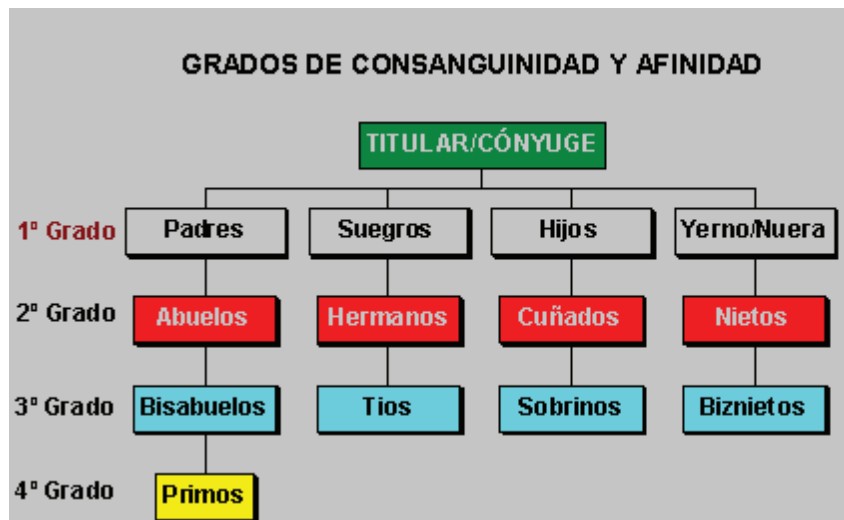 GRADOS DE CONSANGUINIDAD Y AFINIDAD
TITULAR/CÓNYUGE
1º Grado Padres Suegros Hijos Yerno/Nuera
2º Grado Abuelos Hermanos Cuñados Nietos
3º Grado Bisabuelos Tios Sobrinos Biznietos
4º Grado Primos